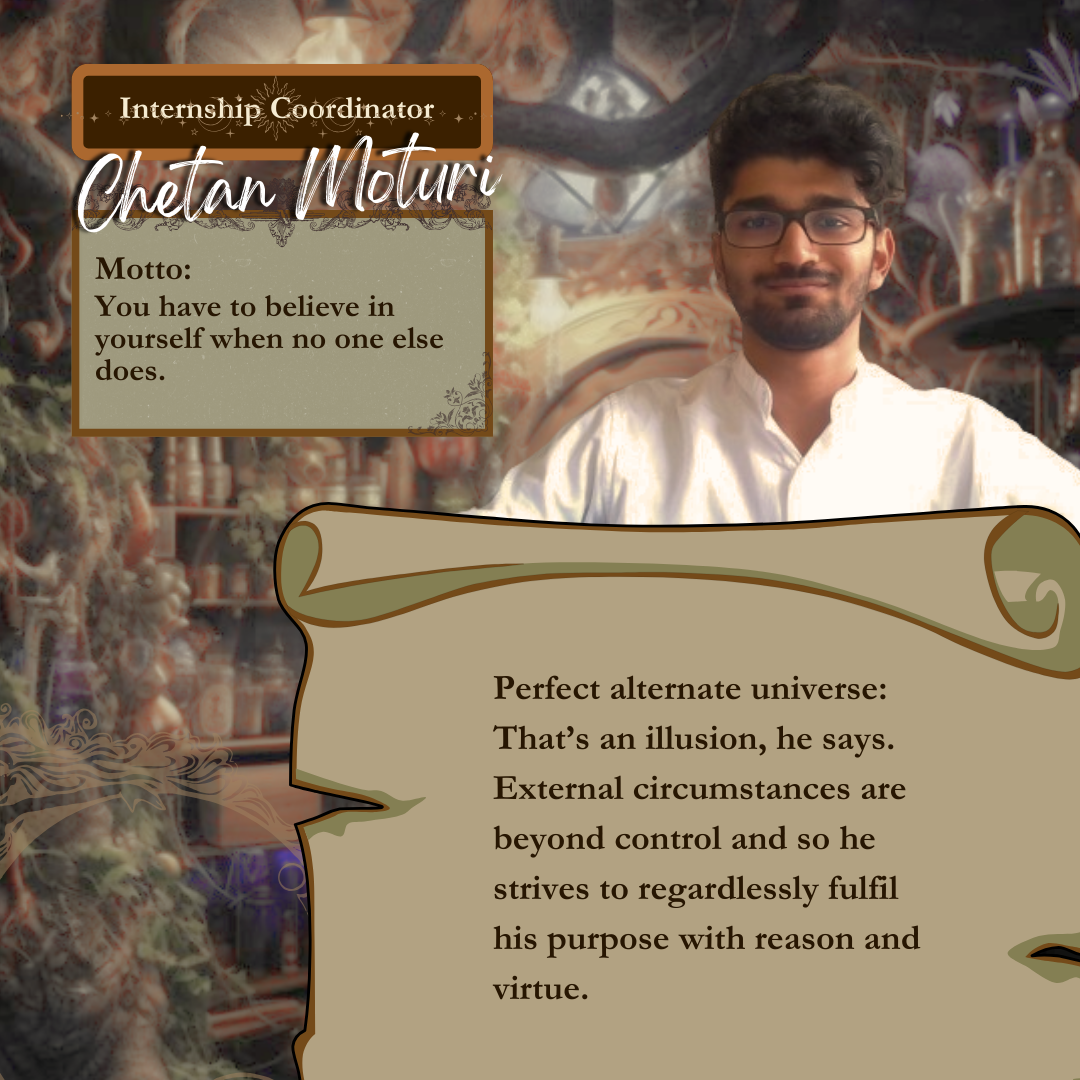 Internship Coordinator
Chetan Moturi
Motto:
You have to believe in
yourself when no one else
does.
Perfect alternate universe:
That’s an illusion, he says.
External circumstances are
beyond control and so he
strives to regardlessly fulfil
his purpose with reason and
virtue.